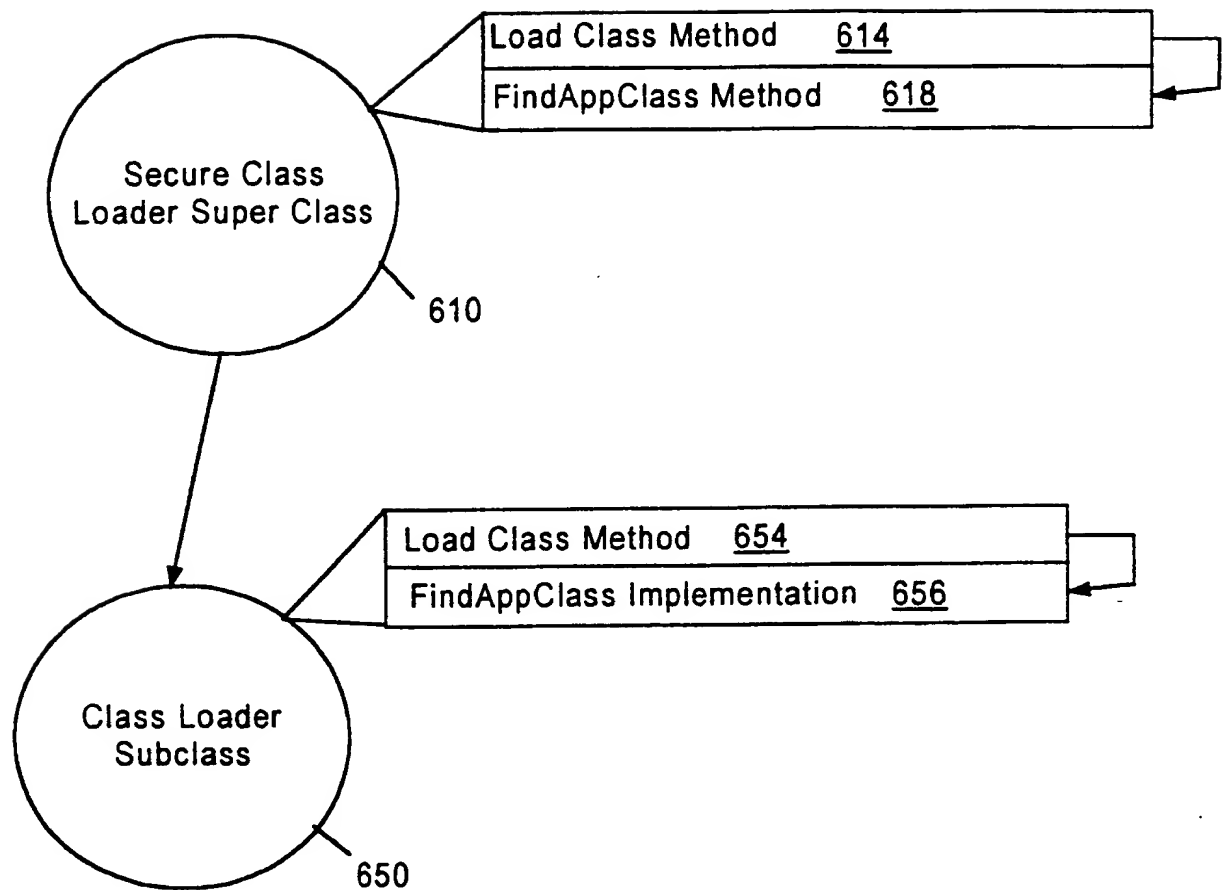 Load Class Method 614
FindAppClass Method 618
Secure Class
Loader Super Class
610
Load Class Method 654
FindAppClass Implementation 656
Class Loader
Subclass
650